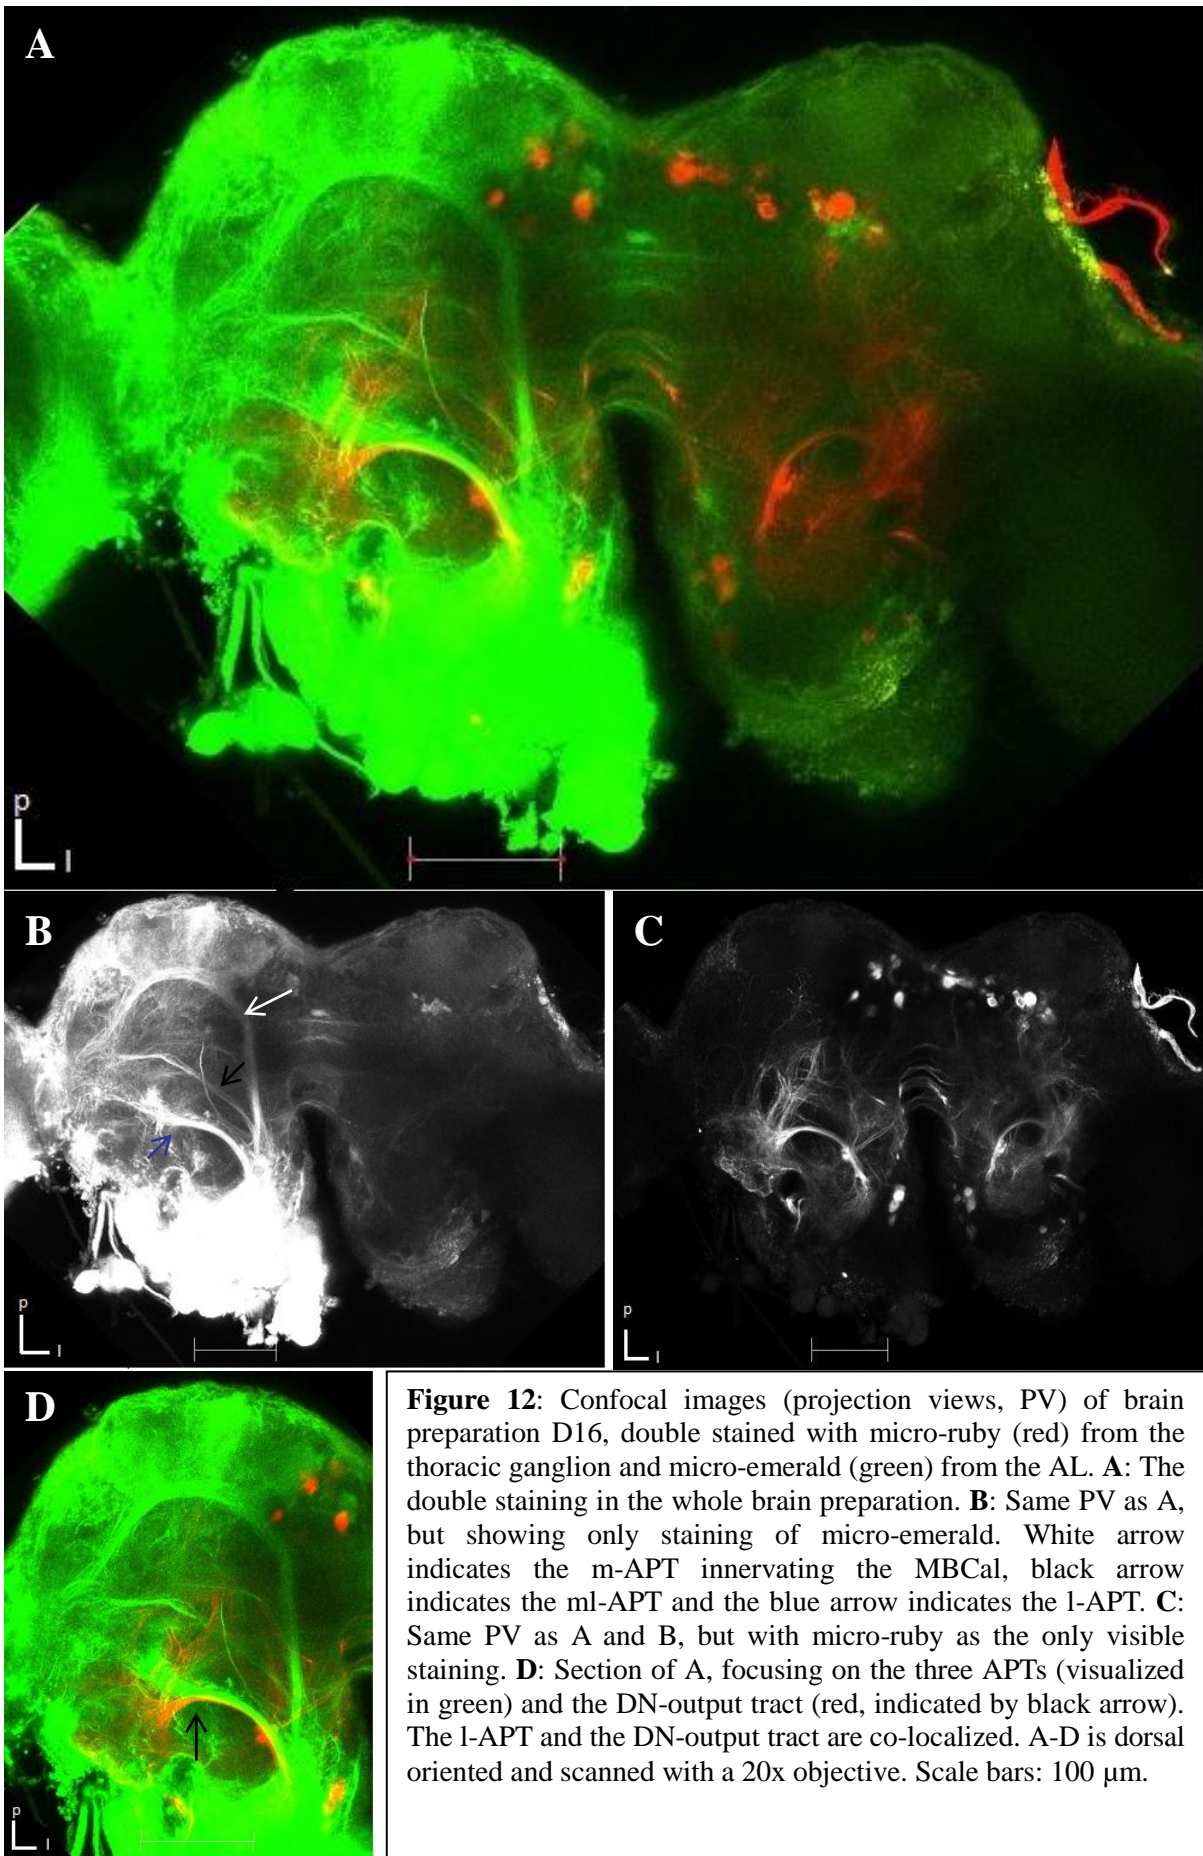 A
p
l
B
p
l
C
p
l
D
p
l
Figure 12: Confocal images (projection views, PV) of brain
preparation D16, double stained with micro-ruby (red) from the
thoracic ganglion and micro-emerald (green) from the AL. A: The
double staining in the whole brain preparation. B: Same PV as A,
but showing only staining of micro-emerald. White arrow
indicates the m-APT innervating the MBCal, black arrow
indicates the ml-APT and the blue arrow indicates the l-APT. C:
Same PV as A and B, but with micro-ruby as the only visible
staining. D: Section of A, focusing on the three APTs (visualized
in green) and the DN-output tract (red, indicated by black arrow).
The l-APT and the DN-output tract are co-localized. A-D is dorsal
oriented and scanned with a 20x objective. Scale bars: 100 µm.